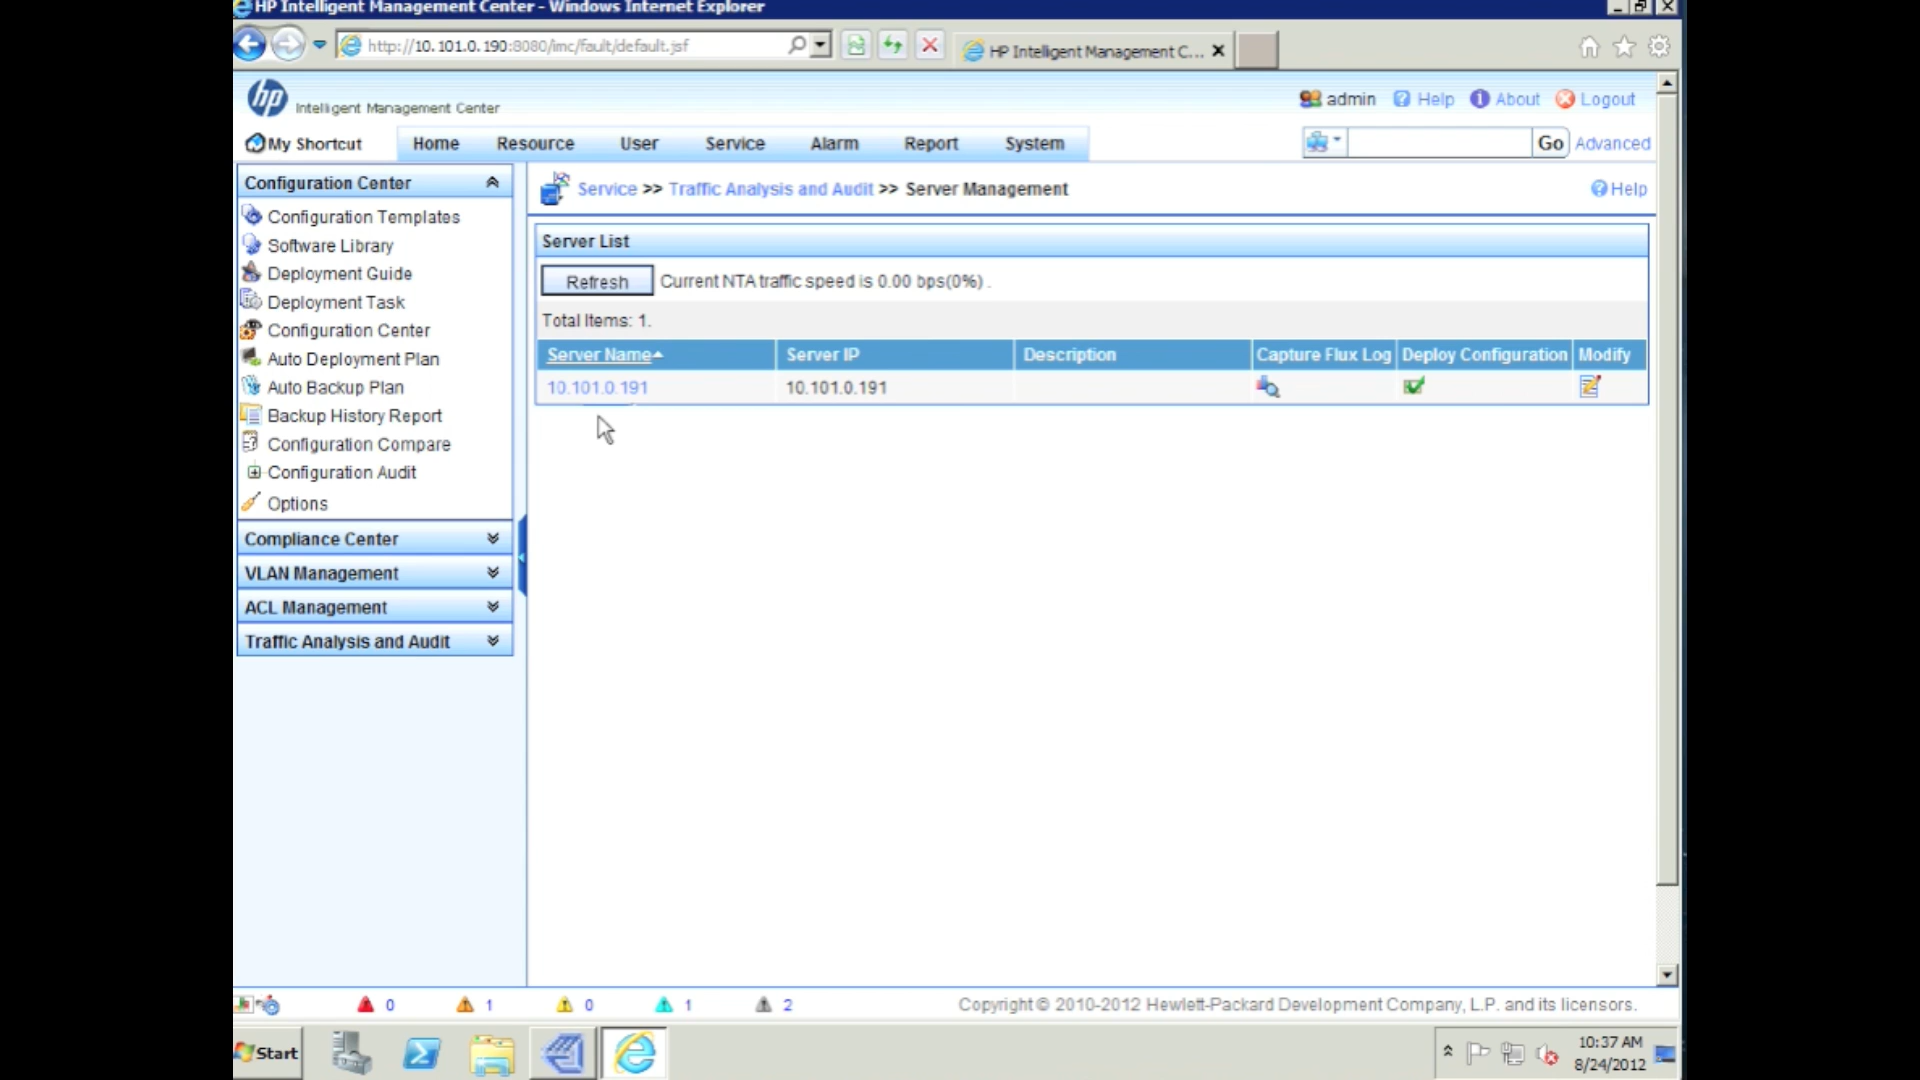 HP Intelligent Management Center - Windows Internet Explorer
http://10.101.0.190:8080/imc/fault/default.jsf
HP Intelligent Management C...
hp
Intelligent Management Center
admin Help About Logout
My Shortcut Home Resource User Service Alarm Report System
Go Advanced
Configuration Center
Configuration Templates
Software Library
Deployment Guide
Deployment Task
Configuration Center
Auto Deployment Plan
Auto Backup Plan
Backup History Report
Configuration Compare
Configuration Audit
Options
Compliance Center
VLAN Management
ACL Management
Traffic Analysis and Audit
Service >> Traffic Analysis and Audit >> Server Management
Help
Server List
Refresh Current NTA traffic speed is 0.00 bps(0%) .
Total Items: 1.
Server Name Server IP Description Capture Flux Log Deploy Configuration Modify
10.101.0.191 10.101.0.191
0 1 0 1 2
Copyright © 2010-2012 Hewlett-Packard Development Company, L.P. and its licensors.
Start
10:37 AM
8/24/2012